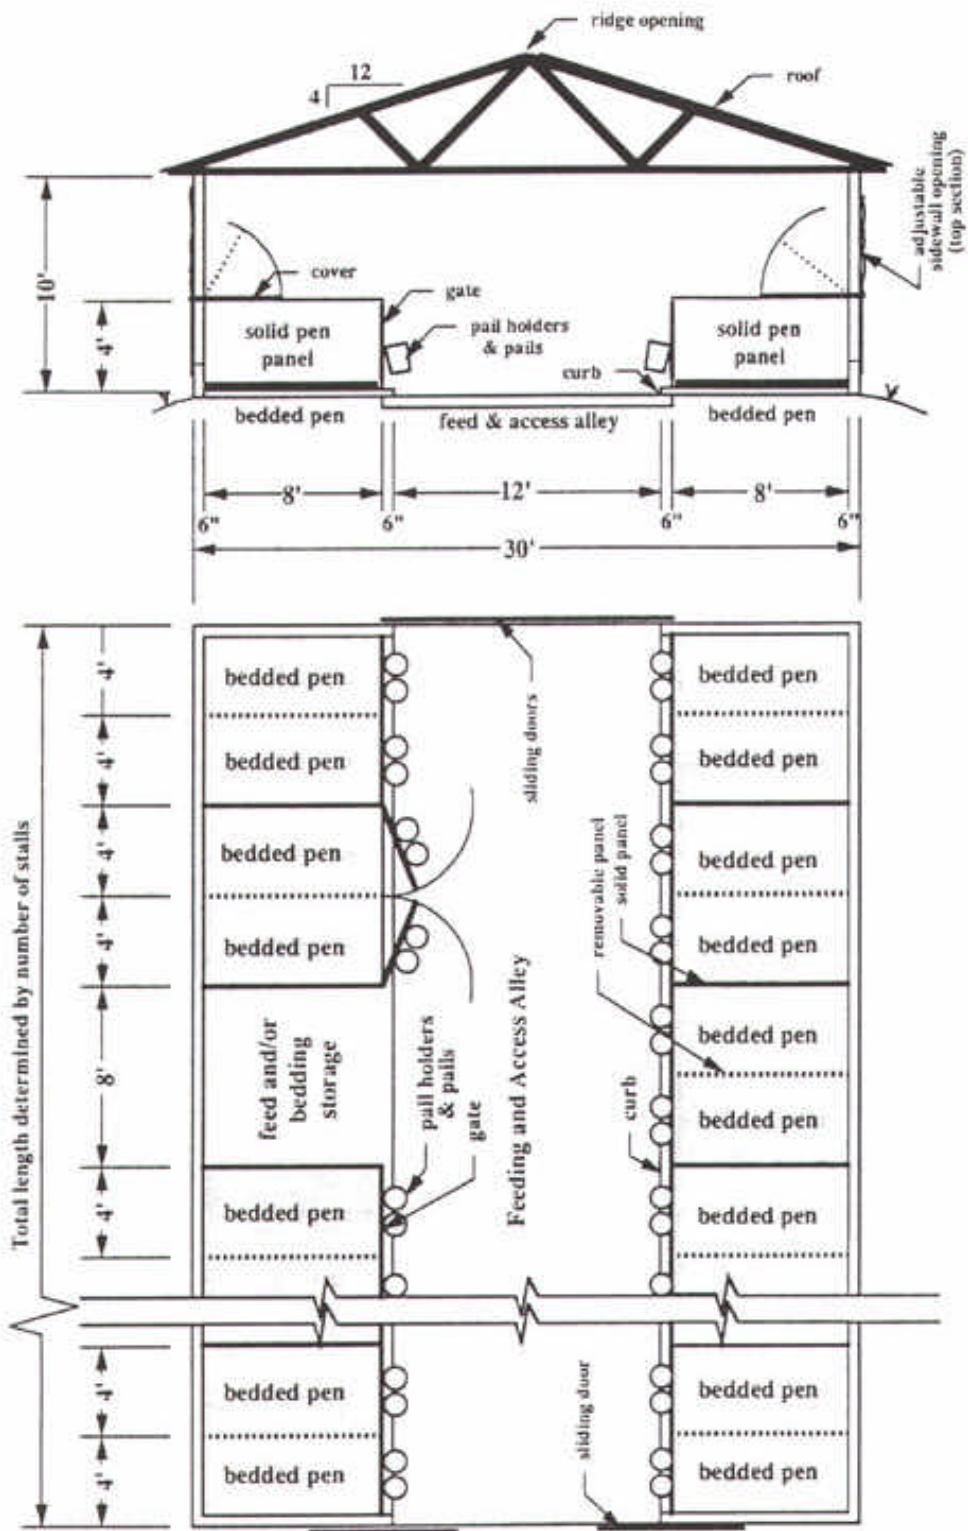 ridge opening
12
4
roof
adjustable
sidewall opening
(top section)
cover
gate
10'
4'
solid pen
panel
pail holders
& pails
solid pen
panel
curb
bedded pen
feed & access alley
bedded pen
8'
12'
8'
6"
6"
6"
6"
30'
4'
bedded pen
bedded pen
sliding doors
4'
bedded pen
bedded pen
Total length determined by number of stalls
4'
bedded pen
removable panel
solid panel
bedded pen
4'
bedded pen
bedded pen
8'
feed and/or
bedding
storage
pail holders
& pails
gate
Feeding and Access Alley
curb
bedded pen
bedded pen
4'
bedded pen
bedded pen
4'
bedded pen
sliding door
bedded pen
4'
bedded pen
bedded pen